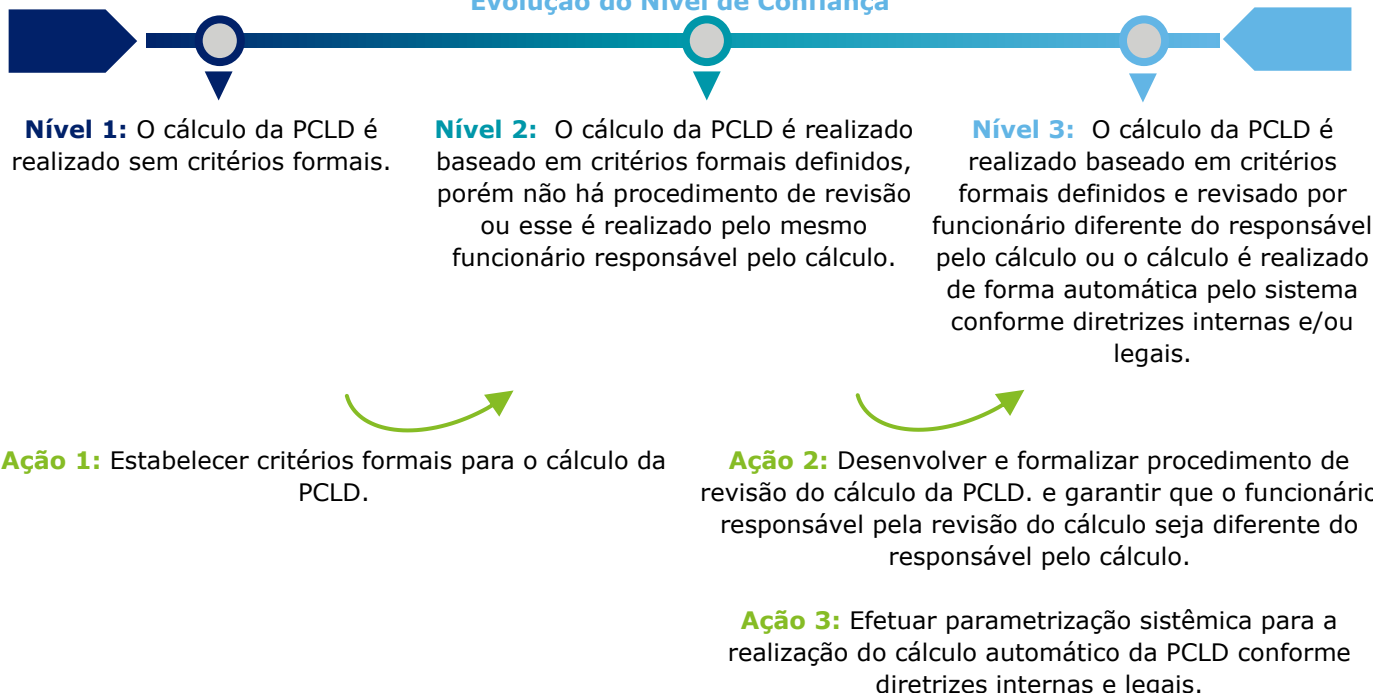 Evolução do Nível de Confiança
Nível 1: O cálculo da PCLD é
realizado sem critérios formais.
Nível 2: O cálculo da PCLD é realizado
baseado em critérios formais definidos,
porém não há procedimento de revisão
ou esse é realizado pelo mesmo
funcionário responsável pelo cálculo.
Nível 3: O cálculo da PCLD é
realizado baseado em critérios
formais definidos e revisado por
funcionário diferente do responsável
pelo cálculo ou o cálculo é realizado
de forma automática pelo sistema
conforme diretrizes internas e/ou
legais.
Ação 1: Estabelecer critérios formais para o cálculo da
PCLD.
Ação 2: Desenvolver e formalizar procedimento de
revisão do cálculo da PCLD. e garantir que o funcionário
responsável pela revisão do cálculo seja diferente do
responsável pelo cálculo.
Ação 3: Efetuar parametrização sistêmica para a
realização do cálculo automático da PCLD conforme
diretrizes internas e legais.